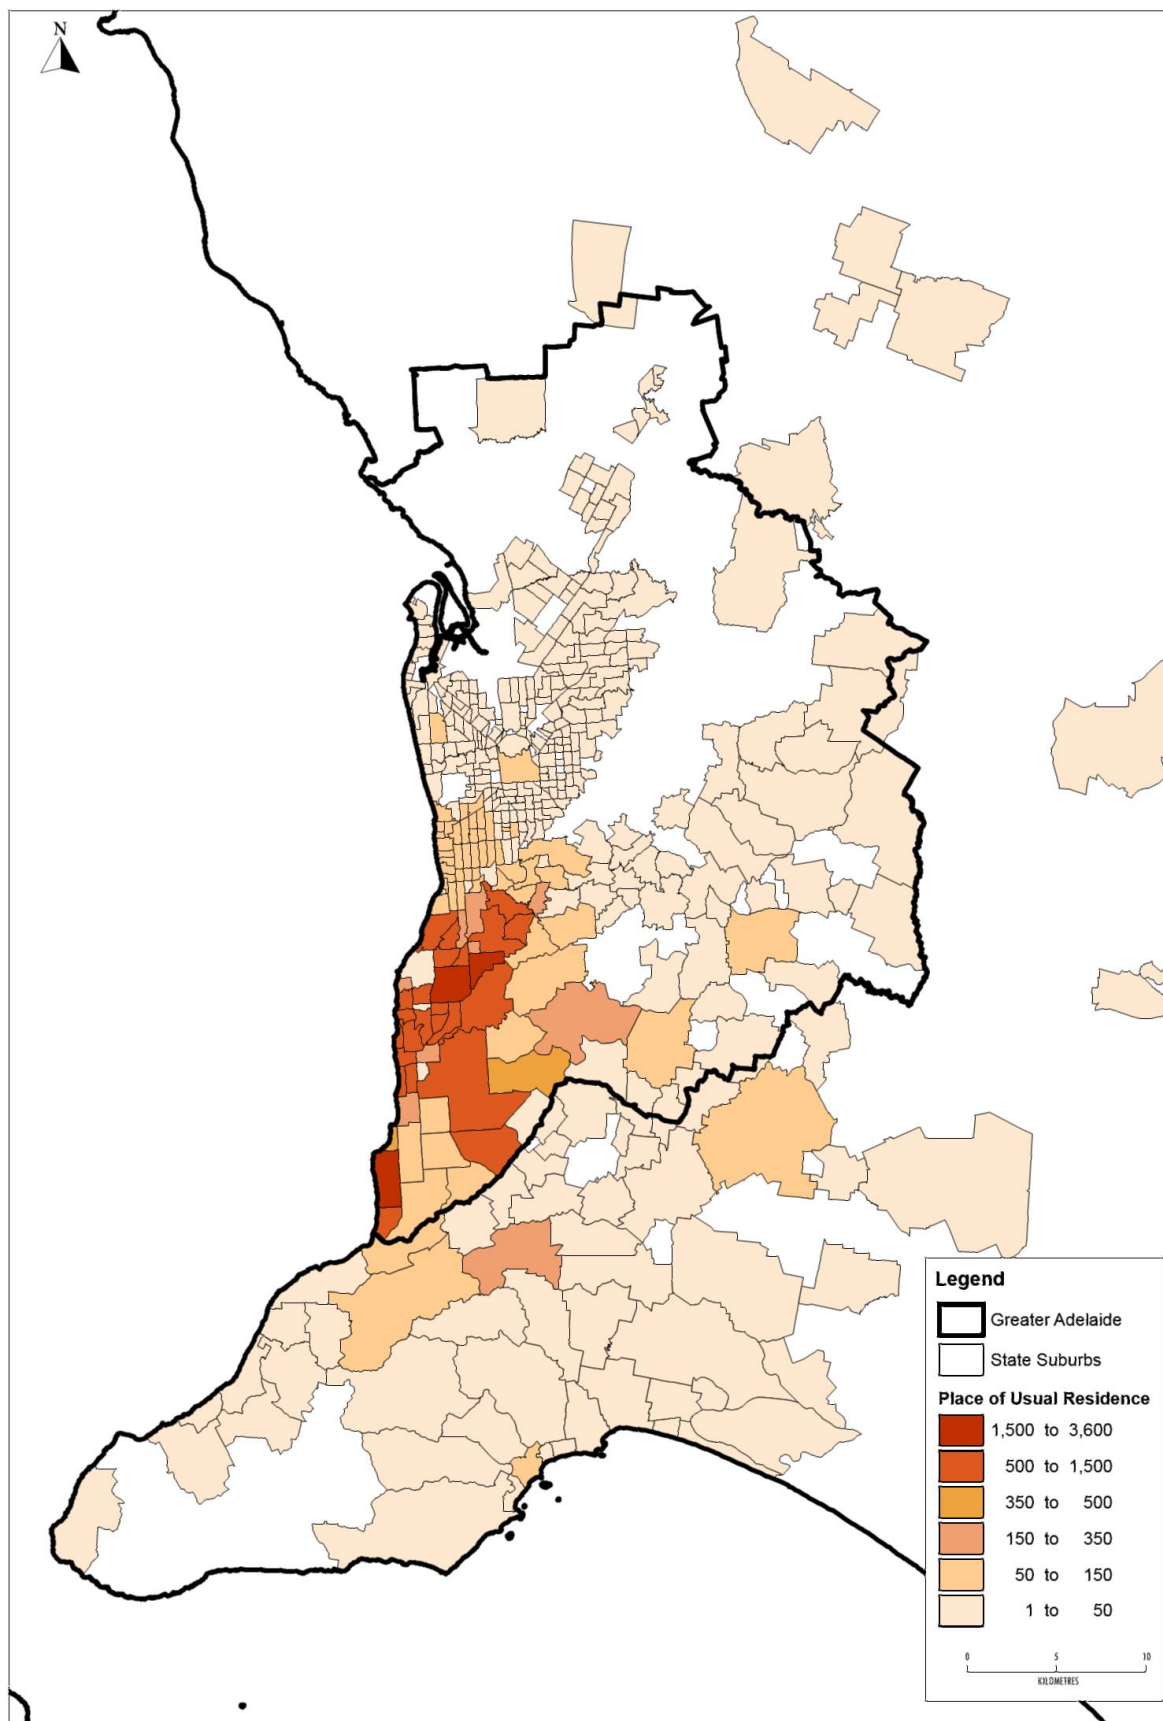 N
Legend
Greater Adelaide
State Suburbs
Place of Usual Residence
1,500 to 3,600
500 to 1,500
350 to 500
150 to 350
50 to 150
1 to 50
0 5 10
KILOMETRES